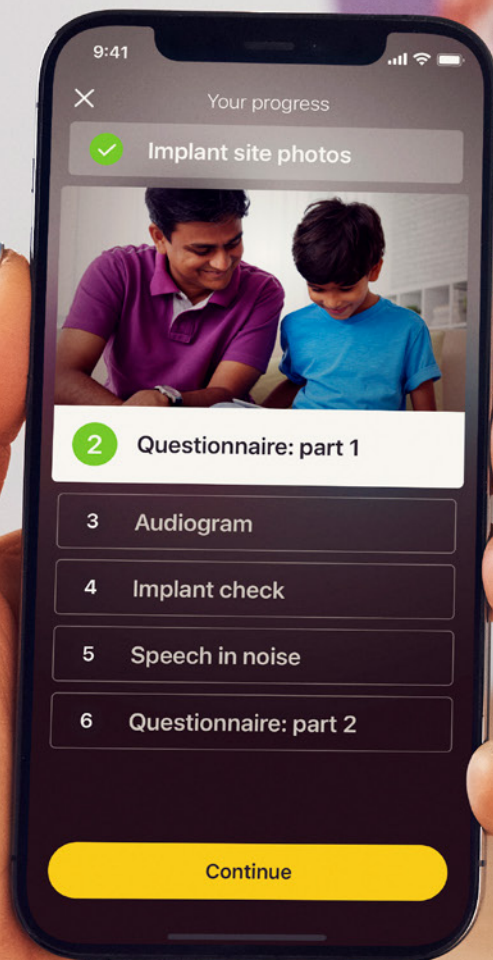 9:41
Your progress
Implant site photos
2 Questionnaire: part 1
3 Audiogram
4 Implant check
5 Speech in noise
6 Questionnaire: part 2
Continue